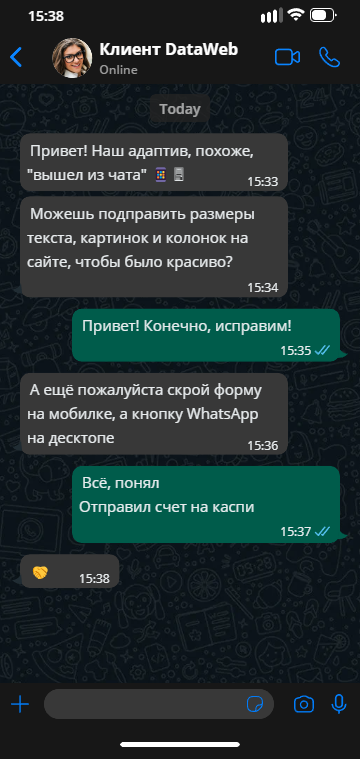 15:38
Клиент DataWeb
Online
Today
Привет! Наш адаптив, похоже,
"вышел из чата"
15:33
Можешь подправить размеры
текста, картинок и колонок на
сайте, чтобы было красиво?
15:34
Привет! Конечно, исправим!
15:35
А ещё пожалуйста скрой форму
на мобилке, а кнопку WhatsApp
на десктопе
15:36
Всё, понял
Отправил счет на каспи
15:37
15:38